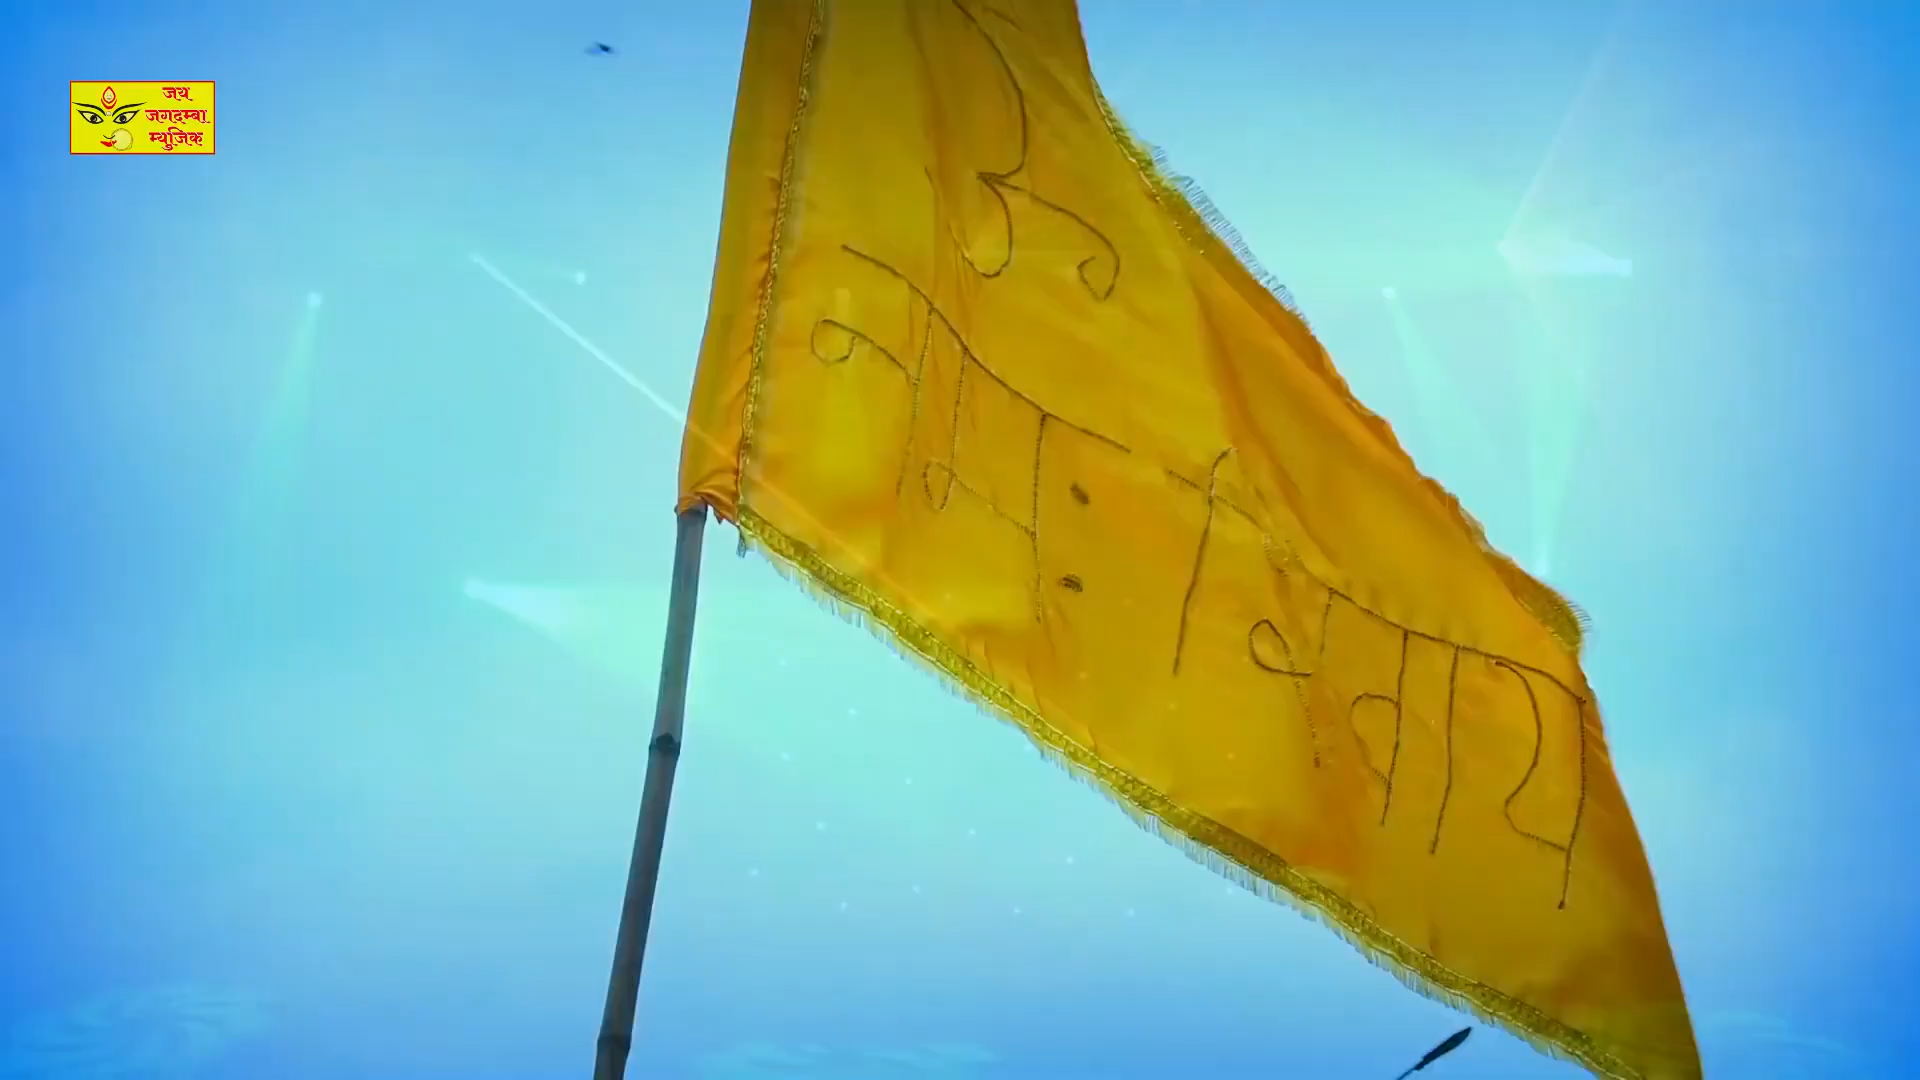 जय
जगदम्बा
म्युजिक
ॐ
नमः शिवाय